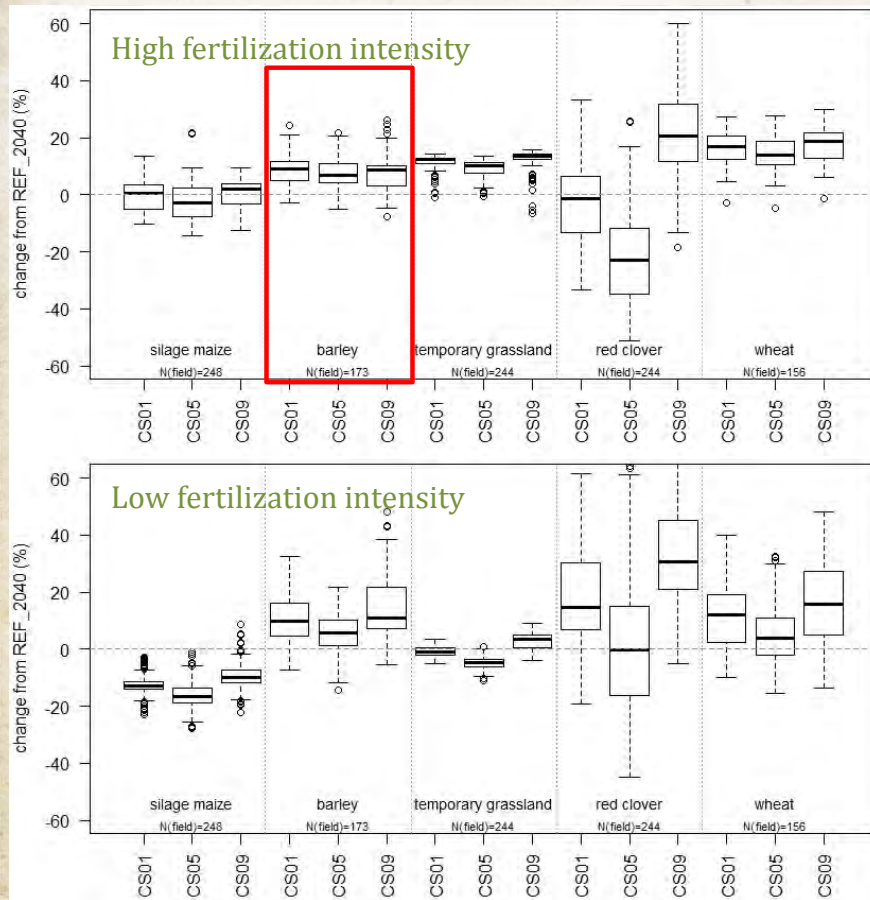 High fertilization intensity
change from REF_2040 (%)
60
40
20
0
-20
-40
-60
silage maize
barley
temporary grassland
red clover
wheat
N(field)=248
N(field)=173
N(field)=244
N(field)=244
N(field)=156
CS01
CS05
CS09
CS01
CS05
CS09
CS01
CS05
CS09
CS01
CS05
CS09
CS01
CS05
CS09
Low fertilization intensity
change from REF_2040 (%)
60
40
20
0
-20
-40
-60
silage maize
barley
temporary grassland
red clover
wheat
N(field)=248
N(field)=173
N(field)=244
N(field)=244
N(field)=156
CS01
CS05
CS09
CS01
CS05
CS09
CS01
CS05
CS09
CS01
CS05
CS09
CS01
CS05
CS09